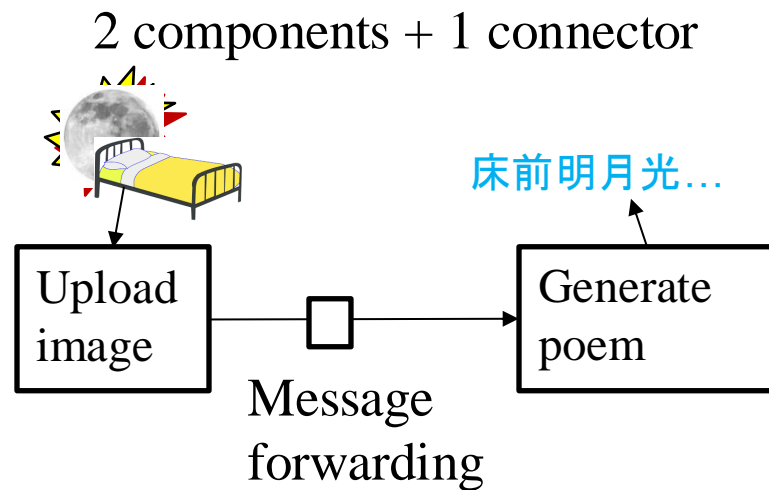 2 components + 1 connector
床前明月光…
Upload
image
Generate
poem
Message
forwarding